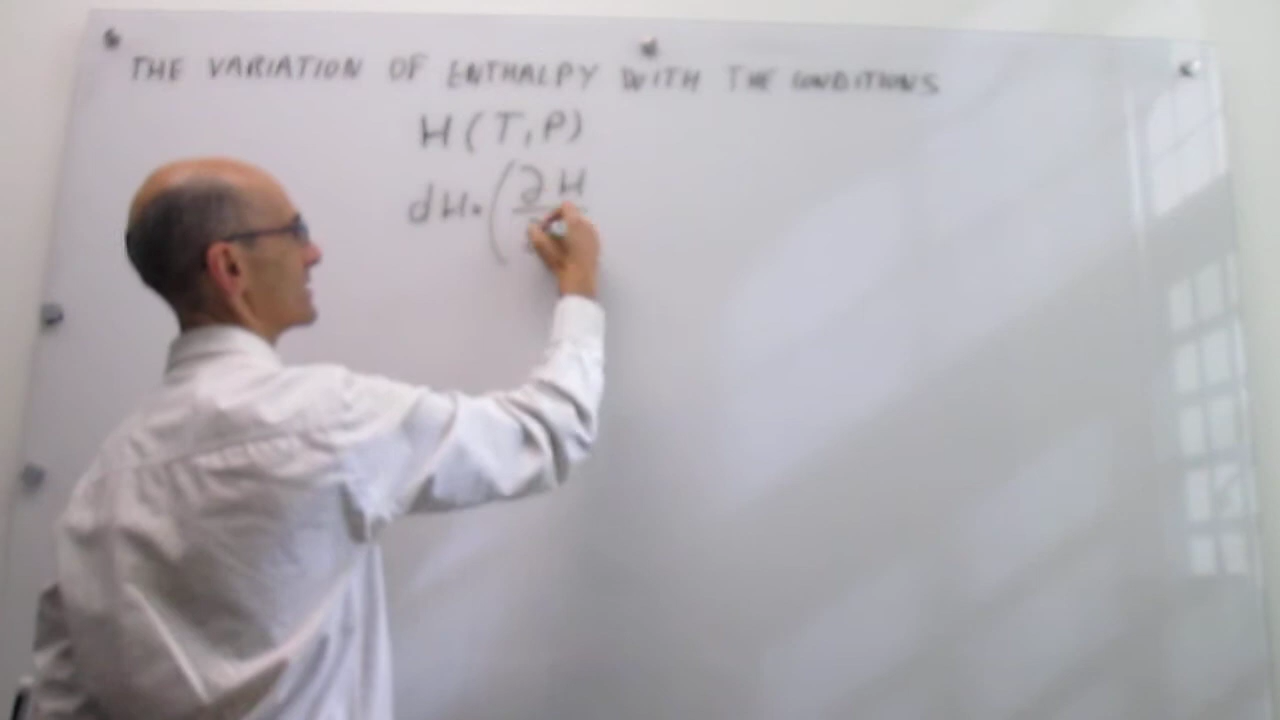 THE VARIATION OF ENTHALPY WITH THE CONDITIONS
H(T,P)
dH=(∂H